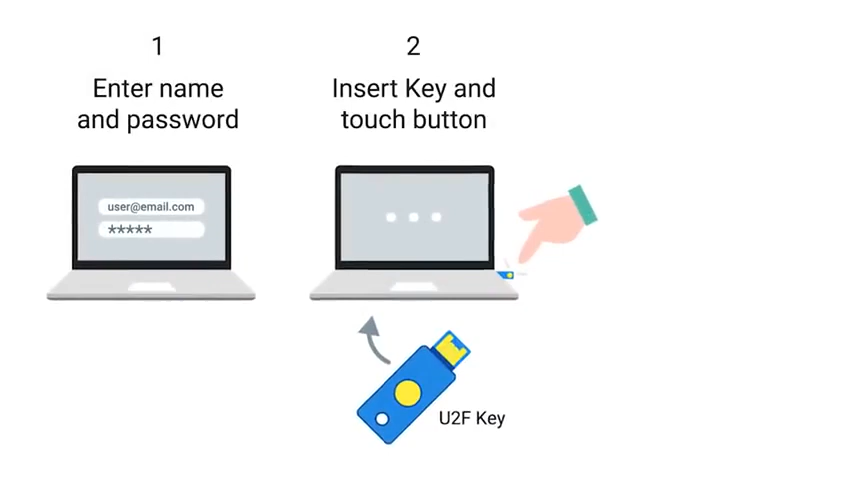 1
Enter name
and password
2
Insert Key and
touch button
user@email.com
*****
U2F Key